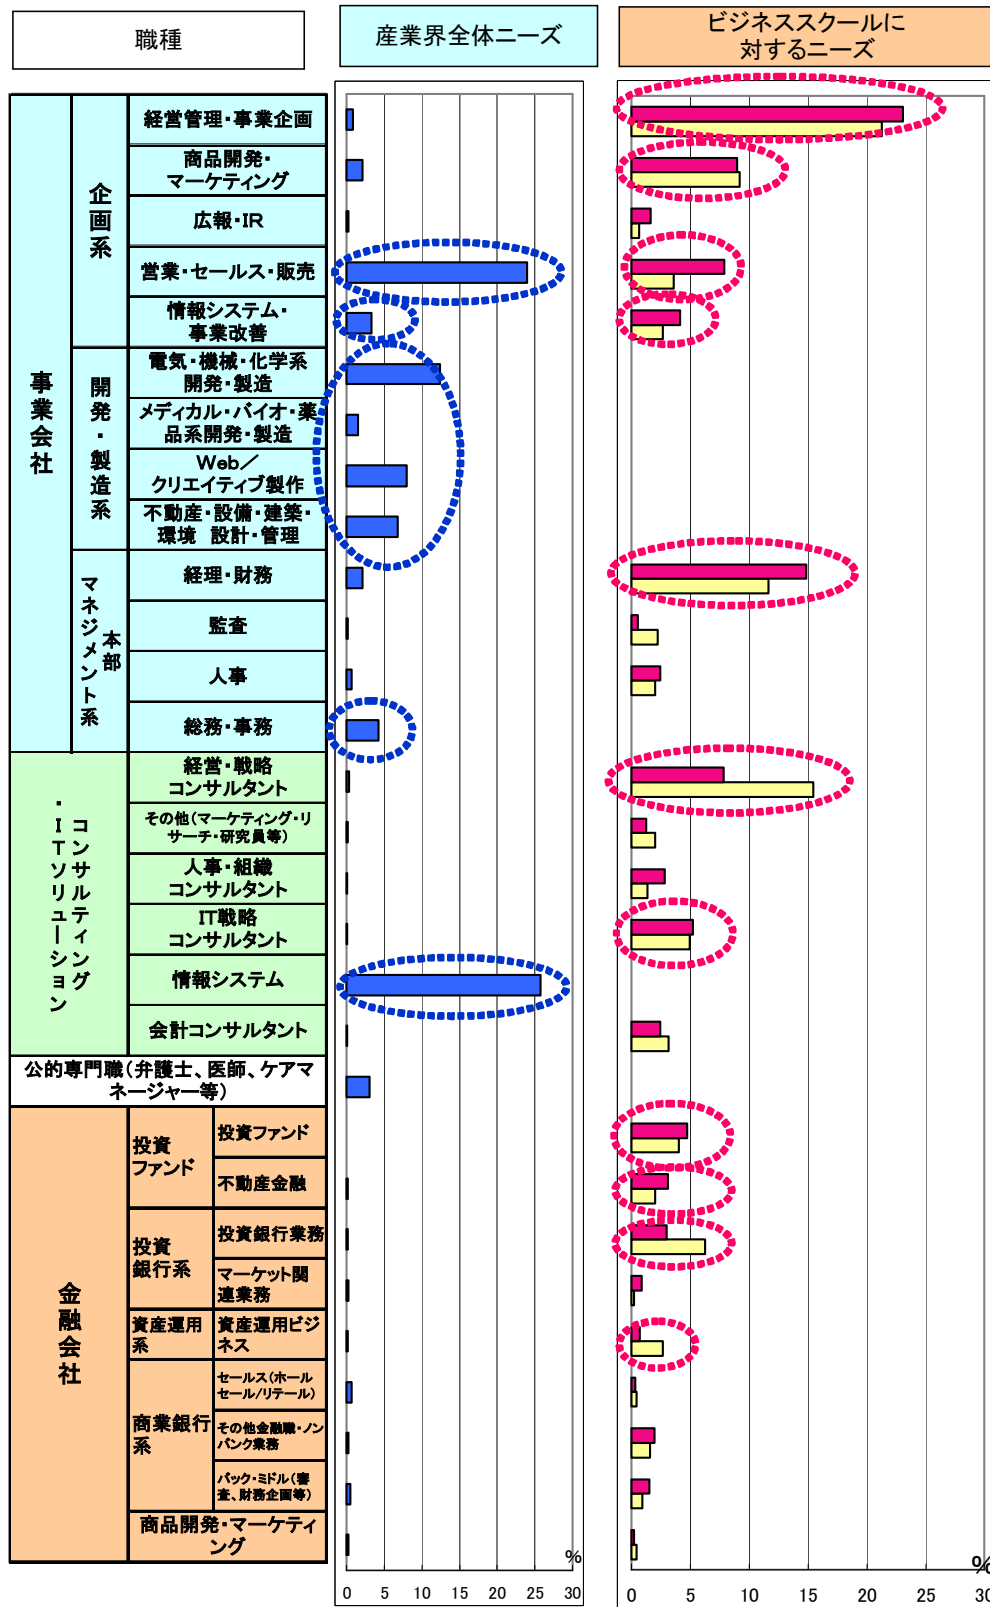 職種
産業界全体ニーズ
ビジネススクールに
対するニーズ
事業会社
企画系
経営管理・事業企画
商品開発・
マーケティング
広報・IR
営業・セールス・販売
情報システム・
事業改善
開発・製造系
電気・機械・化学系
開発・製造
メディカル・バイオ・薬
品系開発・製造
Web／
クリエイティブ製作
不動産・設備・建築・
環境 設計・管理
本部
マネジメント系
経理・財務
監査
人事
総務・事務
コンサルティング
・ITソリューション
経営・戦略
コンサルタント
その他(マーケティング・リ
サーチ・研究員等)
人事・組織
コンサルタント
IT戦略
コンサルタント
情報システム
会計コンサルタント
公的専門職(弁護士、医師、ケアマ
ネージャー等)
金融会社
投資
ファンド
投資ファンド
不動産金融
投資
銀行系
投資銀行業務
マーケット関
連業務
資産運用
系
資産運用ビジ
ネス
商業銀行
系
セールス(ホール
セール/リテール)
その他金融職・ノン
バンク業務
バック・ミドル(審
査、財務企画等)
商品開発・マーケティ
ング
%
0 5 10 15 20 25 30
%
0 5 10 15 20 25 30